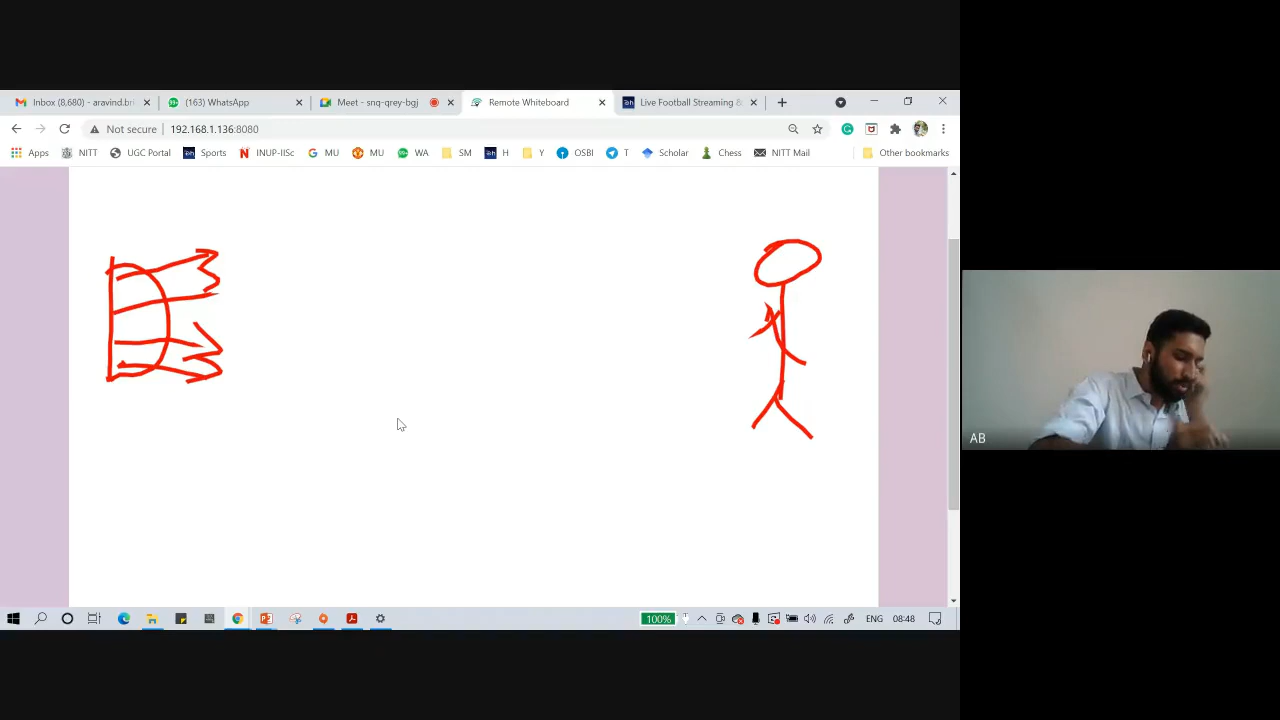 Inbox (8,680) - aravind.bri
(163) WhatsApp
Meet - snq-qrey-bgj
Remote Whiteboard
Live Football Streaming &
Not secure
192.168.1.136:8080
Apps
NITT
UGC Portal
Sports
INUP-IISc
MU
MU
WA
SM
H
Y
OSBI
T
Scholar
Chess
NITT Mail
Other bookmarks
AB
100%
ENG
08:48